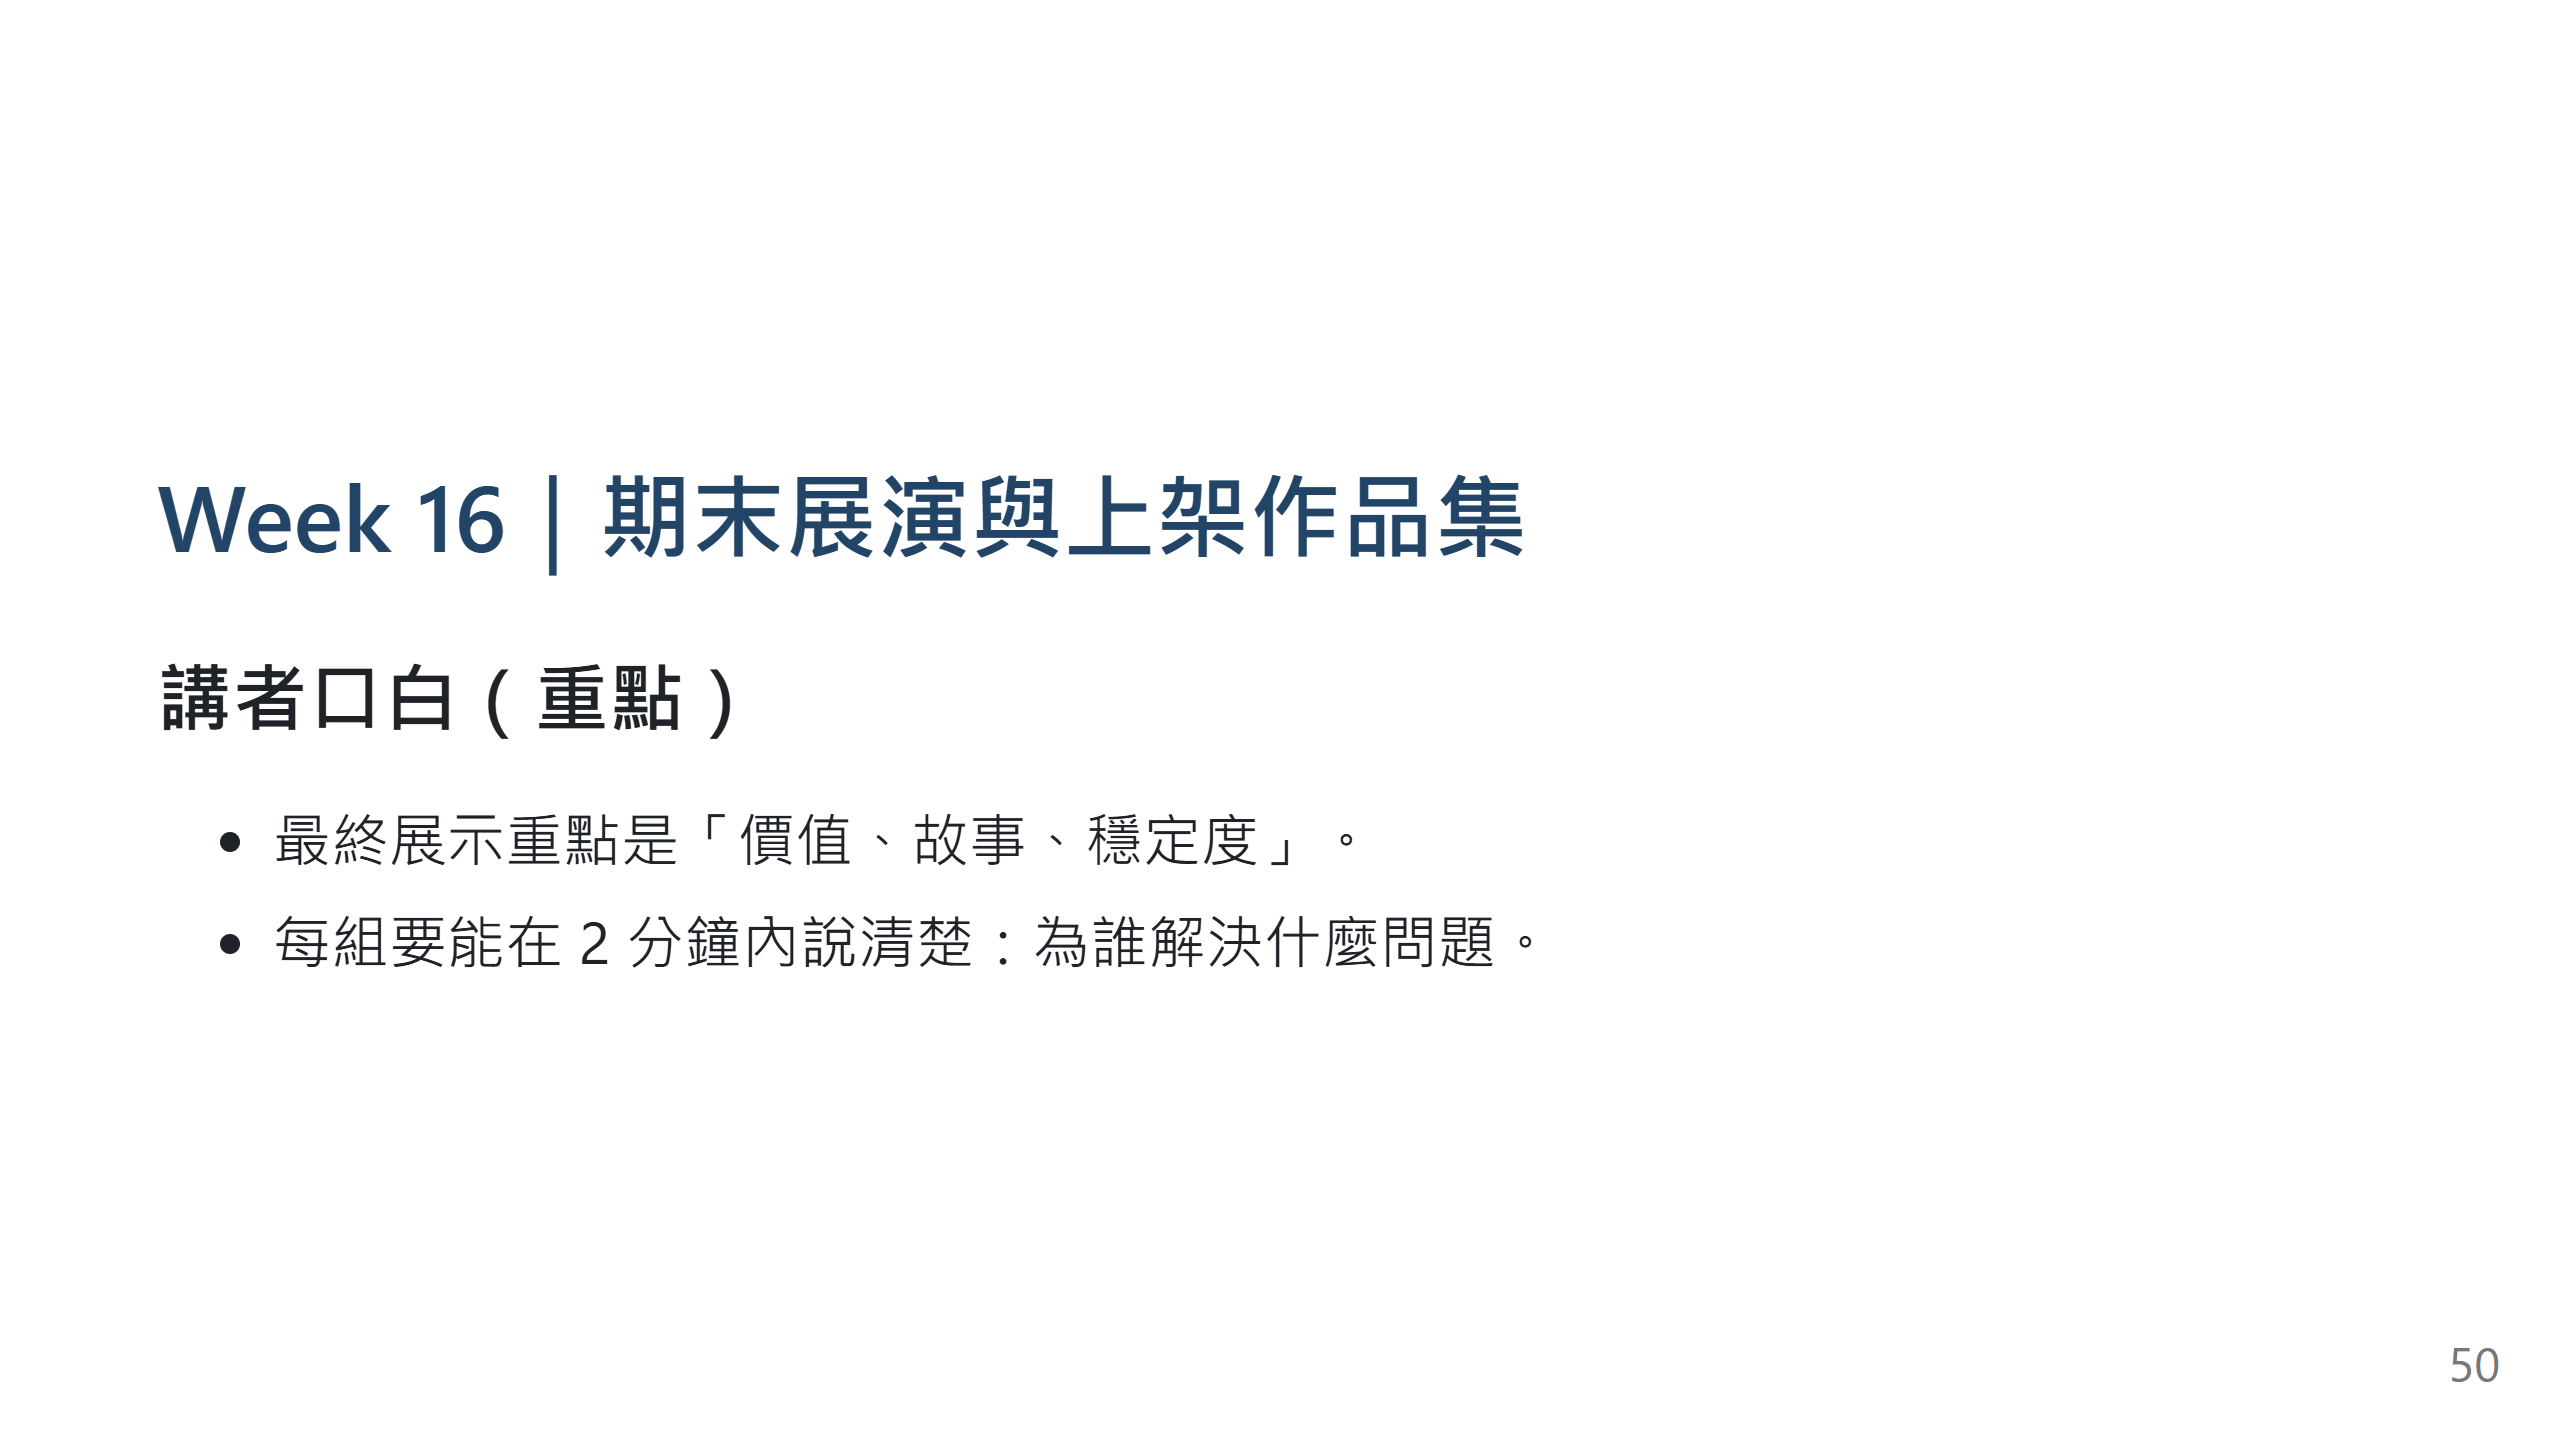 Week 16｜期末展演與上架作品集
講者口白（重點）
最終展示重點是「價值、故事、穩定度」。
每組要能在 2 分鐘內說清楚：為誰解決什麼問題。
50